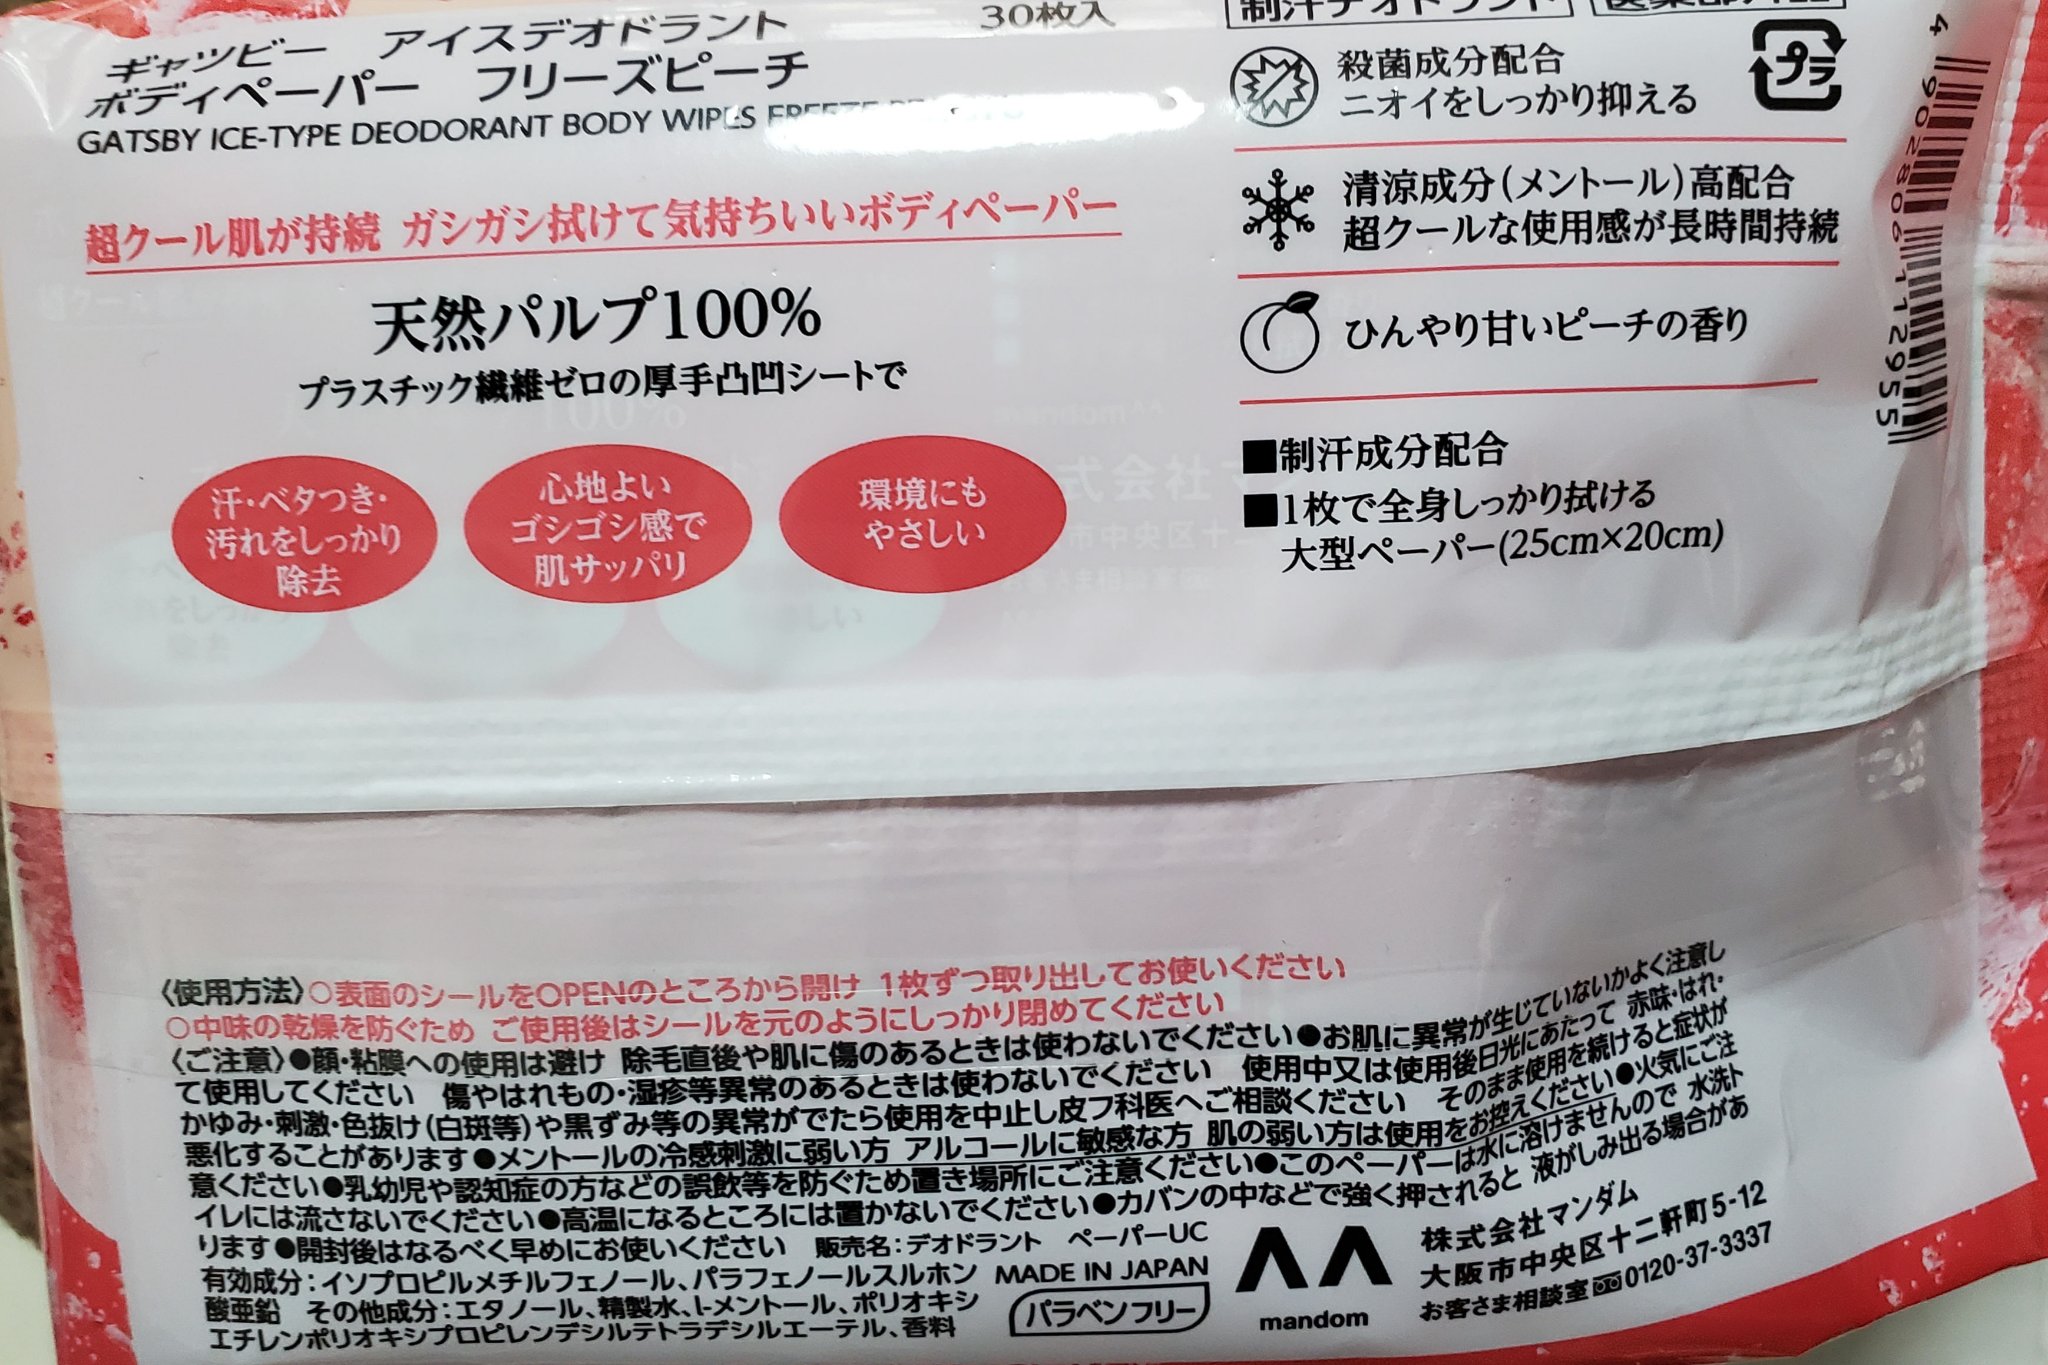 ギャツビー アイスデオドラント
ボディペーパー フリーズピーチ
30枚入
GATSBY ICE-TYPE DEODORANT BODY WIPES
超クール肌が持続 ガシガシ拭けて気持ちいいボディペーパー
天然パルプ100%
プラスチック繊維ゼロの厚手凸凹シートで
汗・ベタつき・
汚れをしっかり
除去
心地よい
ゴシゴシ感で
肌サッパリ
環境にも
やさしい
制汗デオドラント
プラ
殺菌成分配合
ニオイをしっかり抑える
清涼成分(メントール)高配合
超クールな使用感が長時間持続
ひんやり甘いピーチの香り
■制汗成分配合
■1枚で全身しっかり拭ける
大型ペーパー(25cm×20cm)
4 902806 112955
〈使用方法〉○表面のシールをOPENのところから開け 1枚ずつ取り出してお使いください
○中味の乾燥を防ぐため ご使用後はシールを元のようにしっかり閉めてください
〈ご注意〉●顔・粘膜への使用は避け 除毛直後や肌に傷のあるときは使わないでください●お肌に異常が生じていないかよく注意し
て使用してください 傷やはれもの・湿疹等異常のあるときは使わないでください 使用中又は使用後日光にあたって 赤味・はれ・
かゆみ・刺激・色抜け(白斑等)や黒ずみ等の異常がでたら使用を中止し皮フ科医へご相談ください そのまま使用を続けると症状が
悪化することがあります●メントールの冷感刺激に弱い方 アルコールに敏感な方 肌の弱い方は使用をお控えください●火気にご注
意ください●乳幼児や認知症の方などの誤飲等を防ぐため置き場所にご注意ください●このペーパーは水に溶けませんので 水洗ト
イレには流さないでください●高温になるところには置かないでください●カバンの中などで強く押されると 液がしみ出る場合があ
ります●開封後はなるべく早めにお使いください 販売名:デオドラント ペーパーUC
有効成分:イソプロピルメチルフェノール、パラフェノールスルホン
酸亜鉛 その他成分:エタノール、精製水、l-メントール、ポリオキシ
エチレンポリオキシプロピレンデシルテトラデシルエーテル、香料
MADE IN JAPAN
パラベンフリー
mandom
株式会社マンダム
大阪市中央区十二軒町5-12
お客さま相談室 0120-37-3337